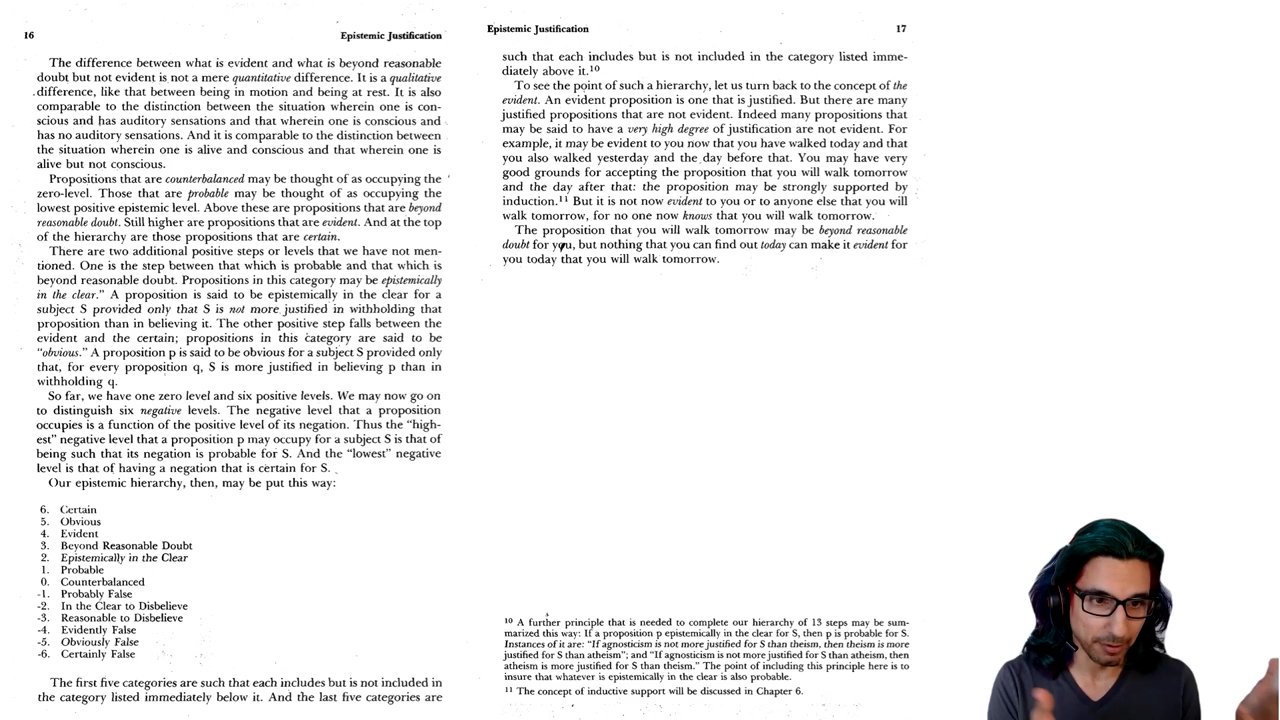 16
Epistemic Justification
The difference between what is evident and what is beyond reasonable
doubt but not evident is not a mere quantitative difference. It is a qualitative
difference, like that between being in motion and being at rest. It is also
comparable to the distinction between the situation wherein one is con-
scious and has auditory sensations and that wherein one is conscious and
has no auditory sensations. And it is comparable to the distinction between
the situation wherein one is alive and conscious and that wherein one is
alive but not conscious.
Propositions that are counterbalanced may be thought of as occupying the
zero-level. Those that are probable may be thought of as occupying the
lowest positive epistemic level. Above these are propositions that are beyond
reasonable doubt. Still higher are propositions that are evident. And at the top
of the hierarchy are those propositions that are certain.
There are two additional positive steps or levels that we have not men-
tioned. One is the step between that which is probable and that which is
beyond reasonable doubt. Propositions in this category may be epistemically
in the clear." A proposition is said to be epistemically in the clear for a
subject S provided only that S is not more justified in withholding that
proposition than in believing it. The other positive step falls between the
evident and the certain; propositions in this category are said to be
"obvious." A proposition p is said to be obvious for a subject S provided only
that, for every proposition q, S is more justified in believing p than in
withholding q.
So far, we have one zero level and six positive levels. We may now go on
to distinguish six negative levels. The negative level that a proposition
occupies is a function of the positive level of its negation. Thus the "high-
est" negative level that a proposition p may occupy for a subject S is that of
being such that its negation is probable for S. And the "lowest" negative
level is that of having a negation that is certain for S.
Our epistemic hierarchy, then, may be put this way:
6. Certain
5. Obvious
4. Evident
3. Beyond Reasonable Doubt
2. Epistemically in the Clear
1. Probable
0. Counterbalanced
-1. Probably False
-2. In the Clear to Disbelieve
-3. Reasonable to Disbelieve
-4. Evidently False
-5. Obviously False
-6. Certainly False
The first five categories are such that each includes but is not included in
the category listed immediately below it. And the last five categories are
Epistemic Justification
17
such that each includes but is not included in the category listed imme-
diately above it.10
To see the point of such a hierarchy, let us turn back to the concept of the
evident. An evident proposition is one that is justified. But there are many
justified propositions that are not evident. Indeed many propositions that
may be said to have a very high degree of justification are not evident. For
example, it may be evident to you now that you have walked today and that
you also walked yesterday and the day before that. You may have very
good grounds for accepting the proposition that you will walk tomorrow
and the day after that: the proposition may be strongly supported by
induction.11 But it is not now evident to you or to anyone else that you will
walk tomorrow, for no one now knows that you will walk tomorrow.
The proposition that you will walk tomorrow may be beyond reasonable
doubt for you, but nothing that you can find out today can make it evident for
you today that you will walk tomorrow.
10 A further principle that is needed to complete our hierarchy of 13 steps may be sum-
marized this way: If a proposition p epistemically in the clear for S, then p is probable for S.
Instances of it are: "If agnosticism is not more justified for S than theism, then theism is more
justified for S than atheism"; and "If agnosticism is not more justified for S than atheism, then
atheism is more justified for S than theism." The point of including this principle here is to
insure that whatever is epistemically in the clear is also probable.
11 The concept of inductive support will be discussed in Chapter 6.